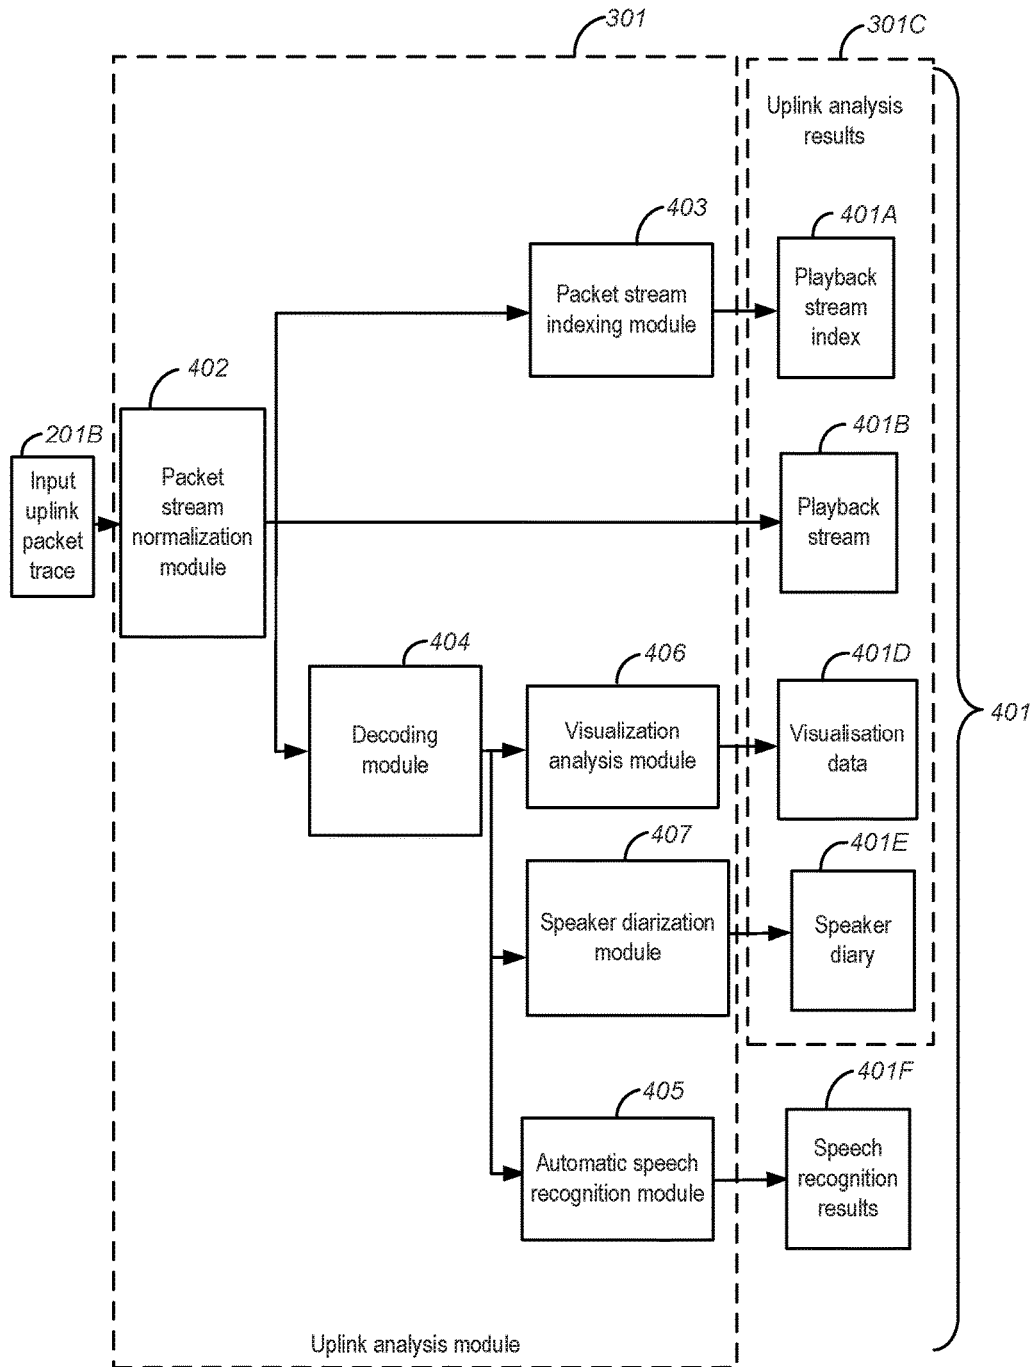 301
301C
Uplink analysis
results
403
401A
Packet stream
indexing module
Playback
stream
index
402
201B
401B
Input
uplink
packet
trace
Packet
stream
normalization
module
Playback
stream
404
406
401D
401
Decoding
module
Visualization
analysis module
Visualisation
data
407
401E
Speaker diarization
module
Speaker
diary
405
401F
Automatic speech
recognition module
Speech
recognition
results
Uplink analysis module